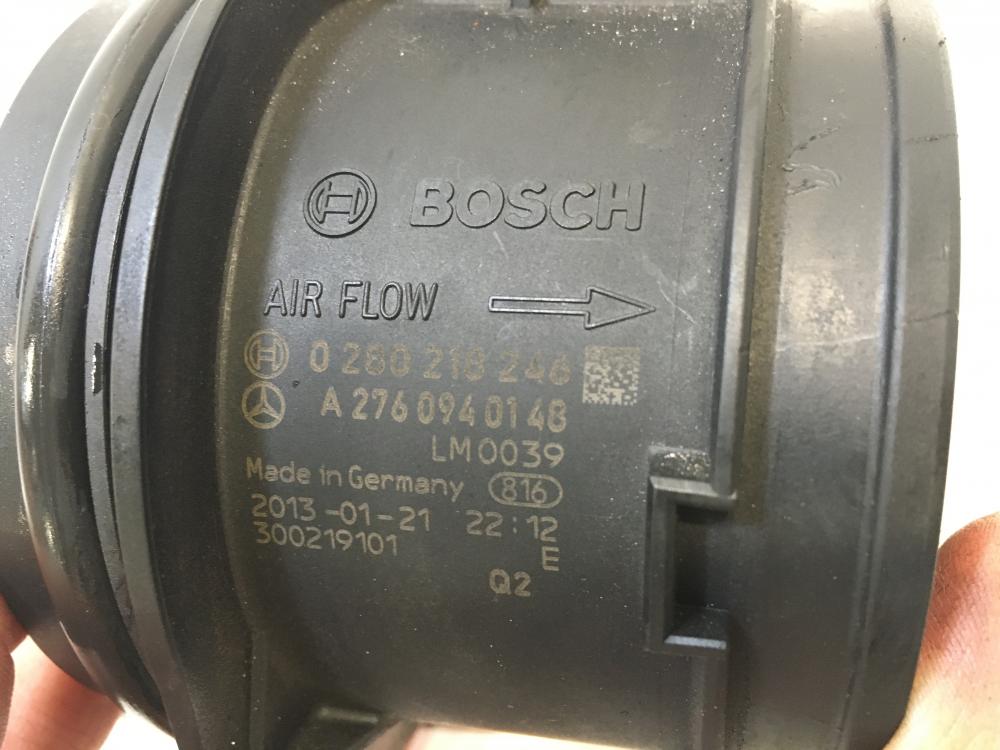 BOSCH
AIR FLOW
0 280 218 246
A 276 094 01 48
LM0039
Made in Germany 816
2013-01-21 22:12
300219101 E
Q2